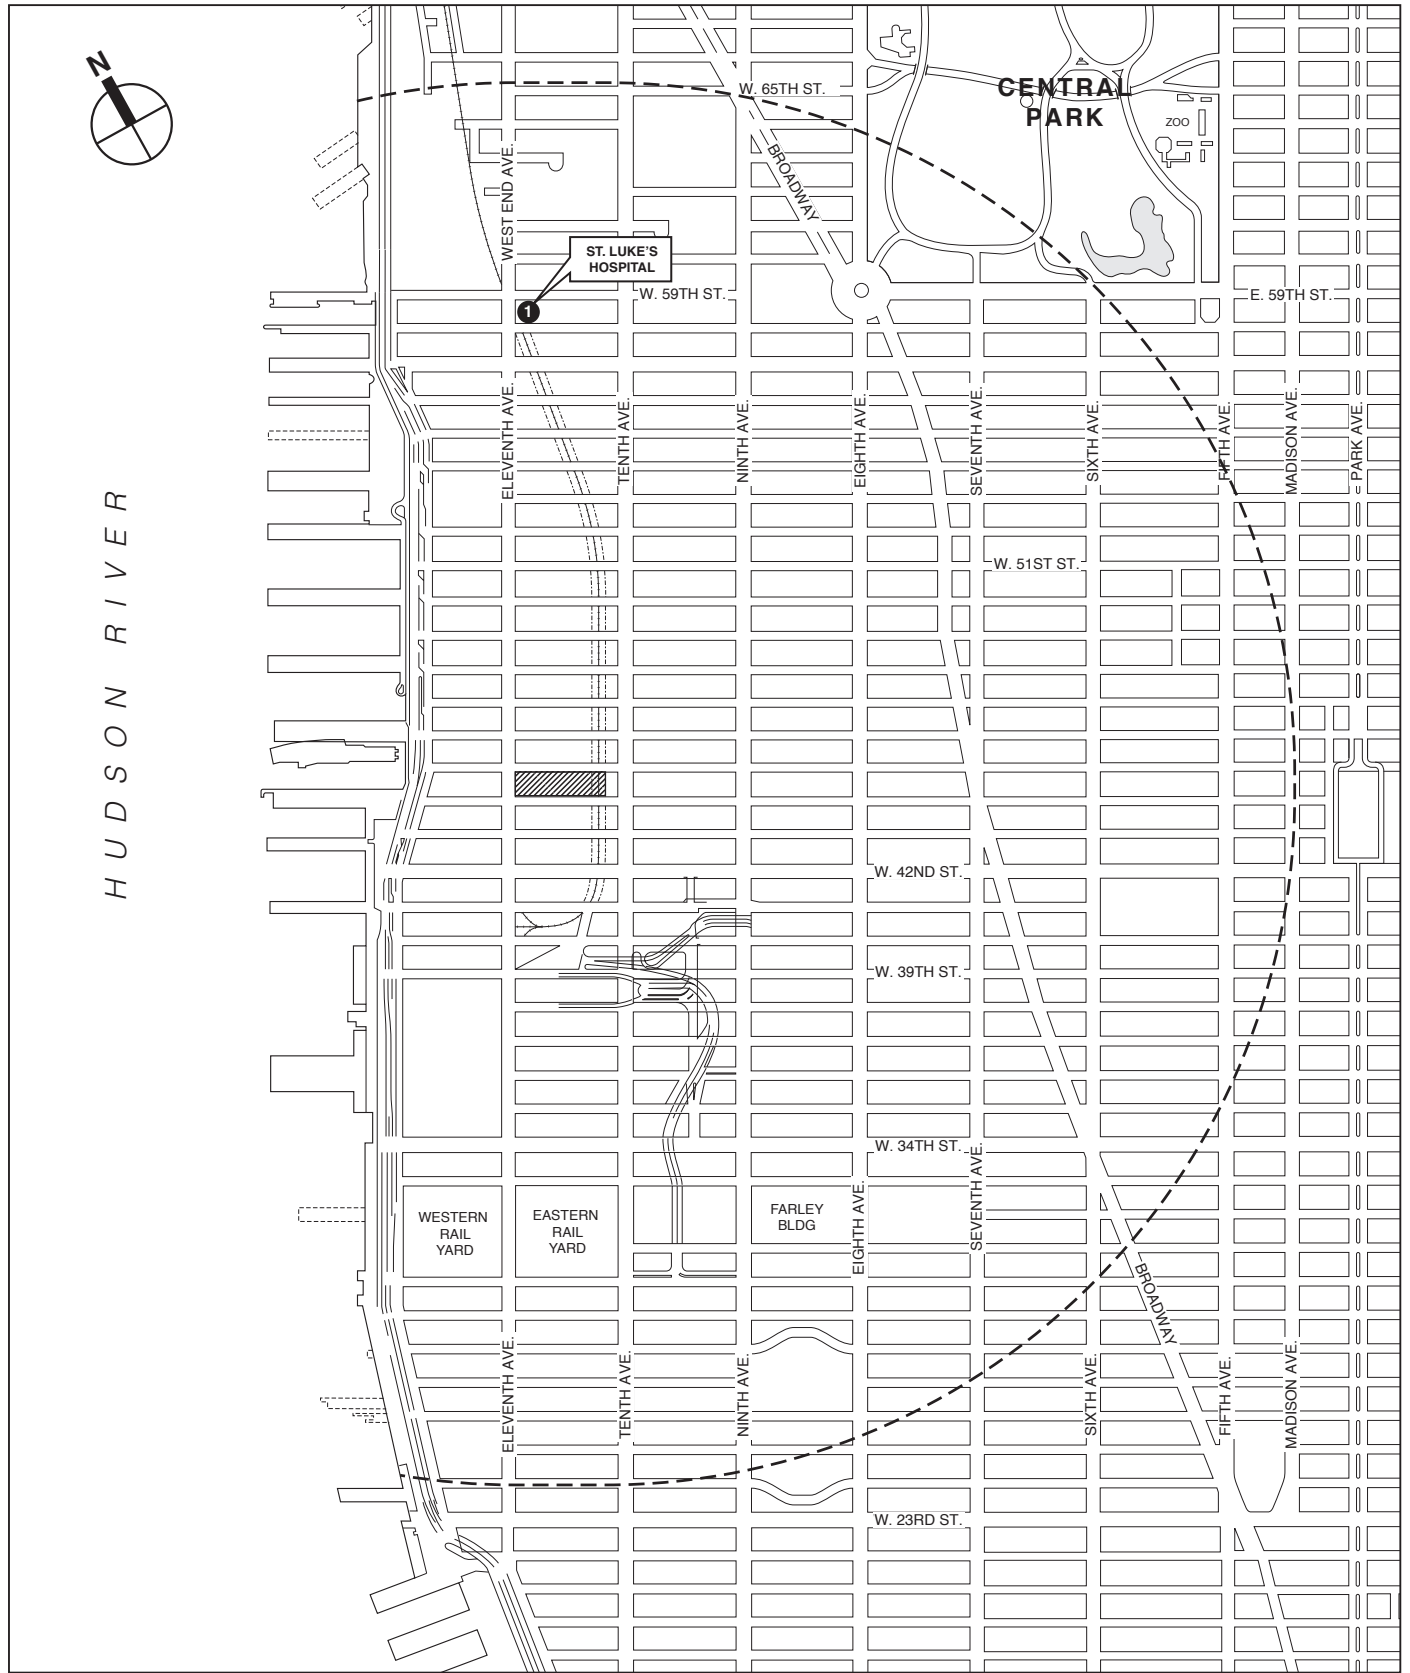 N
W. 65TH ST.
CENTRAL
PARK
ZOO
BROADWAY
WEST END AVE.
ST. LUKE'S
HOSPITAL
W. 59TH ST.
E. 59TH ST.
1
ELEVENTH AVE.
TENTH AVE.
NINTH AVE.
EIGHTH AVE.
SEVENTH AVE.
SIXTH AVE.
FIFTH AVE.
MADISON AVE.
PARK AVE.
HUDSON RIVER
W. 51ST ST.
W. 42ND ST.
W. 39TH ST.
W. 34TH ST.
WESTERN
RAIL
YARD
EASTERN
RAIL
YARD
FARLEY
BLDG
EIGHTH AVE.
SEVENTH AVE.
BROADWAY
ELEVENTH AVE.
TENTH AVE.
NINTH AVE.
SIXTH AVE.
FIFTH AVE.
MADISON AVE.
W. 23RD ST.